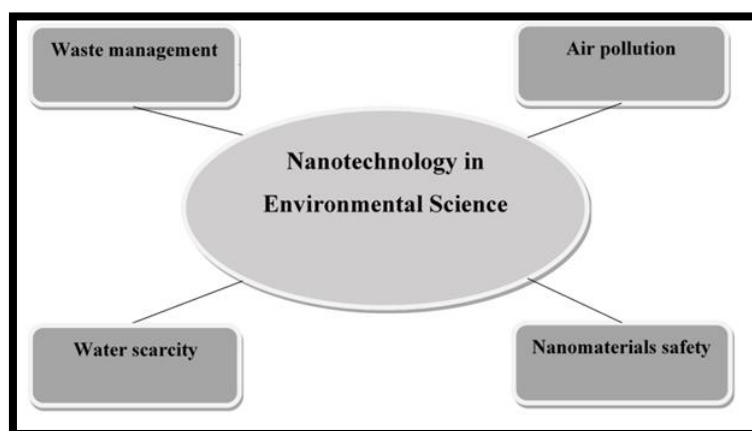 Waste management
Air pollution
Nanotechnology in
Environmental Science
Water scarcity
Nanomaterials safety